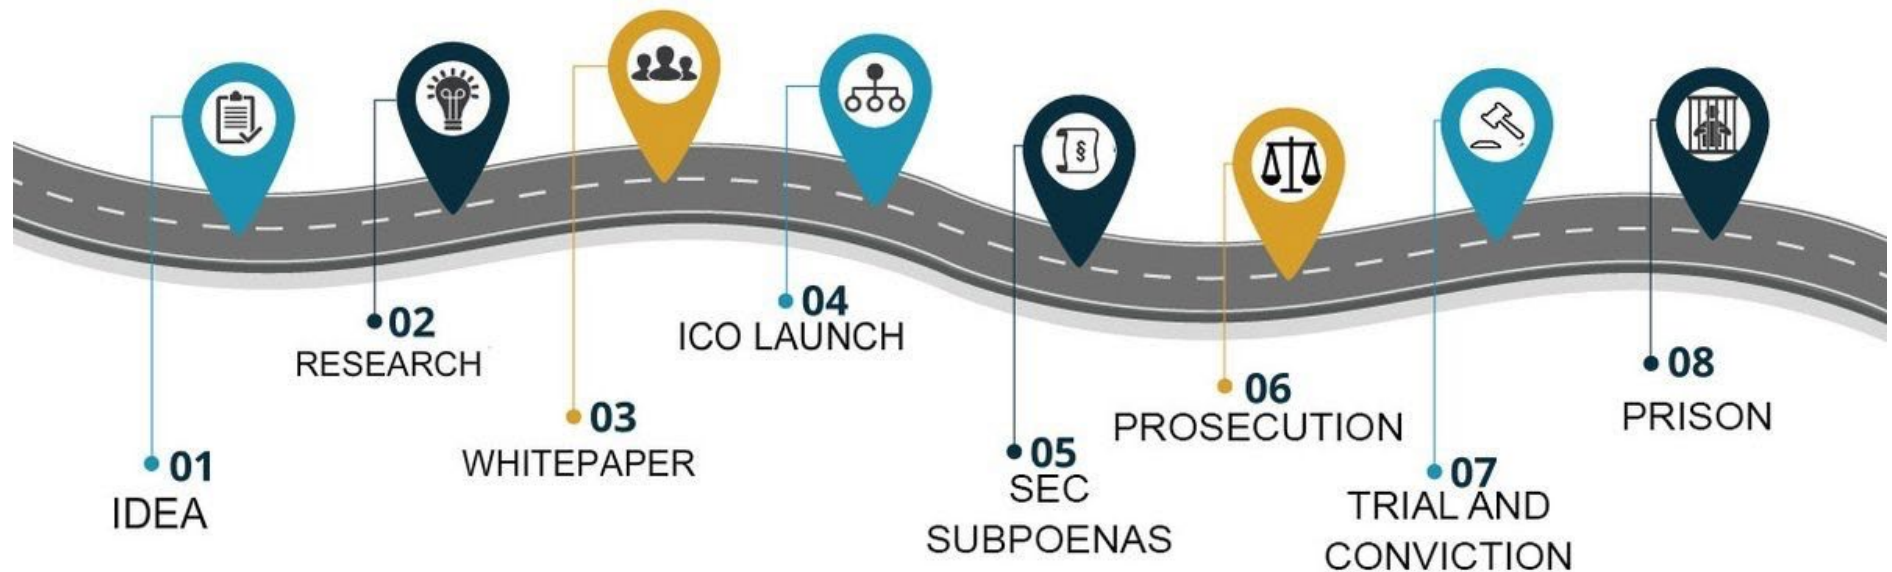 01
IDEA
02
RESEARCH
03
WHITEPAPER
04
ICO LAUNCH
05
SEC
SUBPOENAS
06
PROSECUTION
07
TRIAL AND
CONVICTION
08
PRISON
§